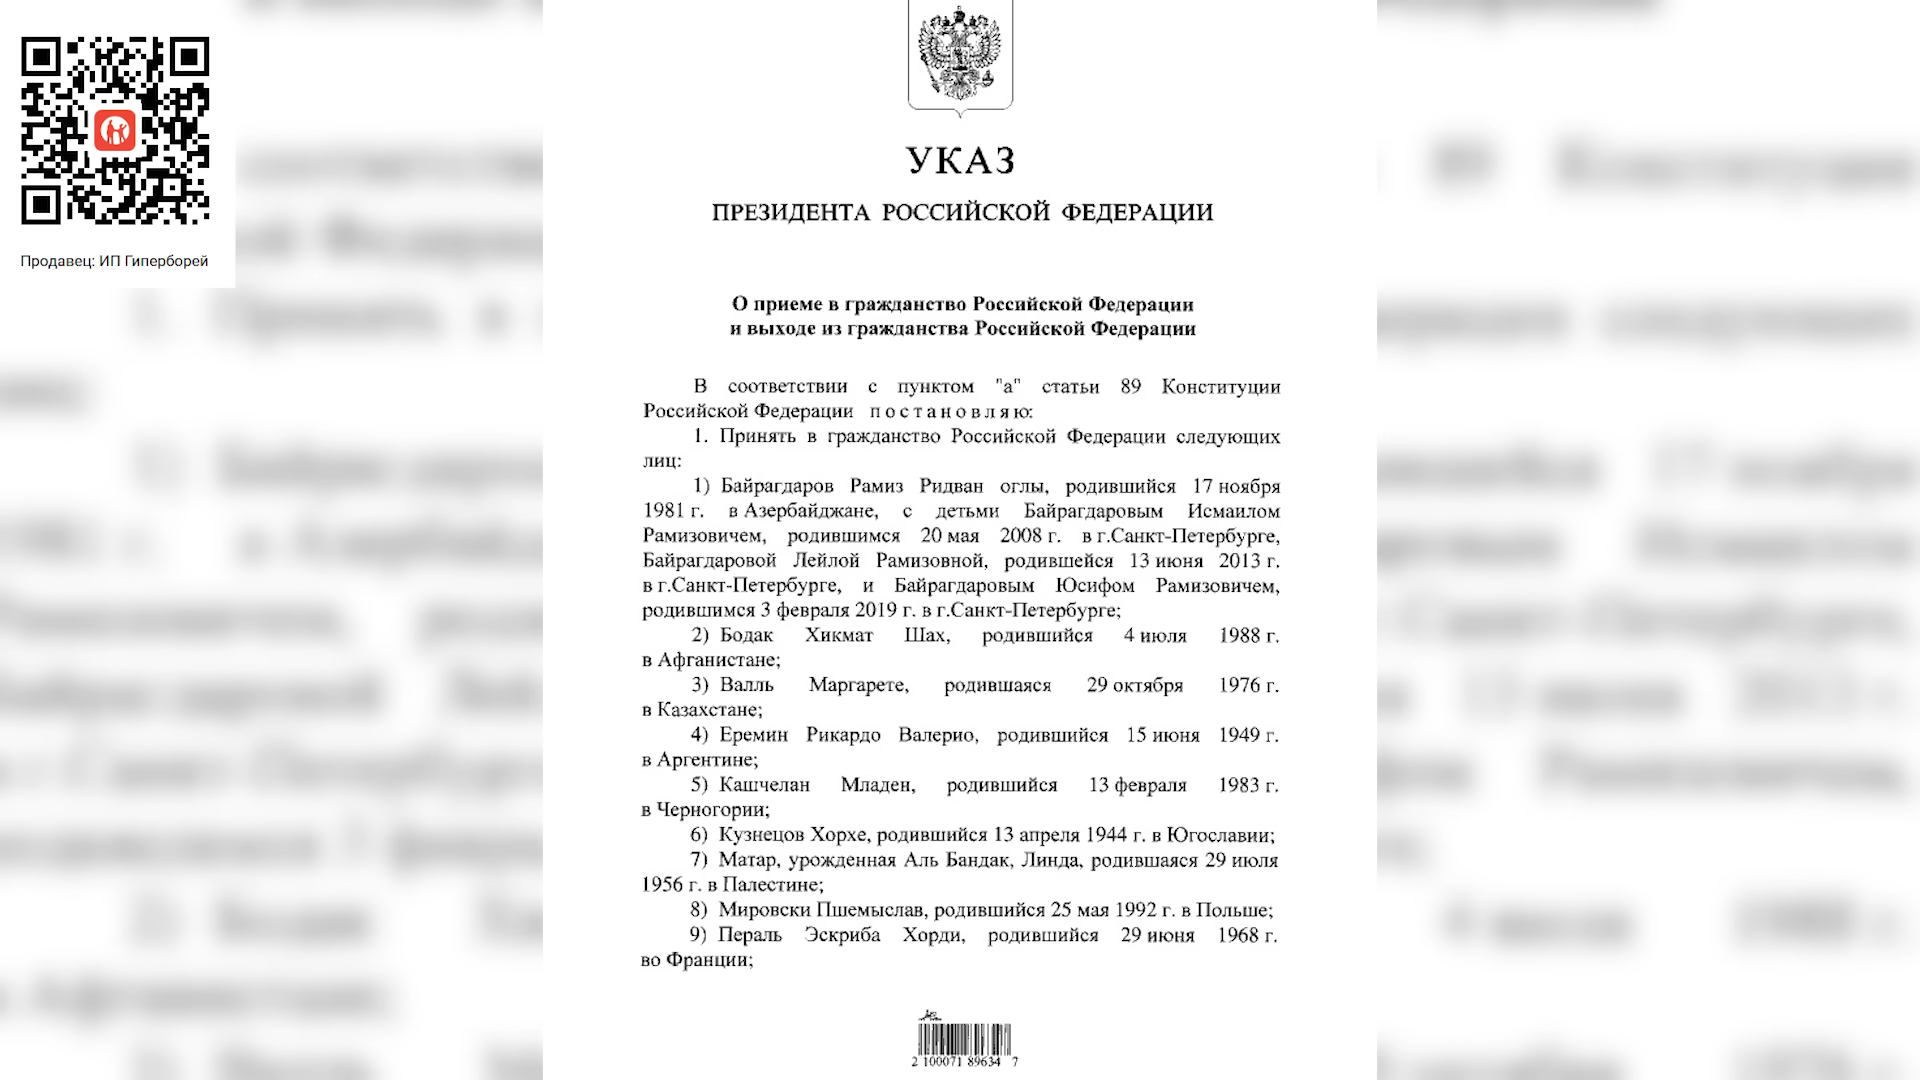 Продавец: ИП Гиперборей
УКАЗ
ПРЕЗИДЕНТА РОССИЙСКОЙ ФЕДЕРАЦИИ
О приеме в гражданство Российской Федерации
и выходе из гражданства Российской Федерации
В соответствии с пунктом "а" статьи 89 Конституции
Российской Федерации п о с т а н о в л я ю:
1. Принять в гражданство Российской Федерации следующих
лиц:
1) Байрагдаров Рамиз Ридван оглы, родившийся 17 ноября
1981 г. в Азербайджане, с детьми Байрагдаровым Исмаилом
Рамизовичем, родившимся 20 мая 2008 г. в г.Санкт-Петербурге,
Байрагдаровой Лейлой Рамизовной, родившейся 13 июня 2013 г.
в г.Санкт-Петербурге, и Байрагдаровым Юсифом Рамизовичем,
родившимся 3 февраля 2019 г. в г.Санкт-Петербурге;
2) Бодак Хикмат Шах, родившийся 4 июля 1988 г.
в Афганистане;
3) Валль Маргарете, родившаяся 29 октября 1976 г.
в Казахстане;
4) Еремин Рикардо Валерио, родившийся 15 июня 1949 г.
в Аргентине;
5) Кашчелан Младен, родившийся 13 февраля 1983 г.
в Черногории;
6) Кузнецов Хорхе, родившийся 13 апреля 1944 г. в Югославии;
7) Матар, урожденная Аль Бандак, Линда, родившаяся 29 июля
1956 г. в Палестине;
8) Мировски Пшемыслав, родившийся 25 мая 1992 г. в Польше;
9) Пераль Эскриба Хорди, родившийся 29 июня 1968 г.
во Франции;
2 100071 89634 7